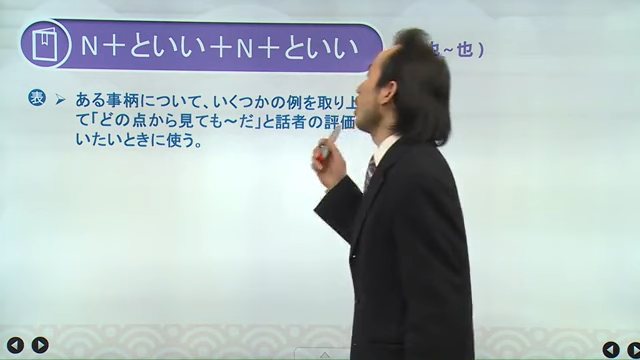 N＋といい＋N＋といい 也~也）
表 ➢ ある事柄について、いくつかの例を取り上
て「どの点から見ても～だ」と話者の評価
いたいときに使う。